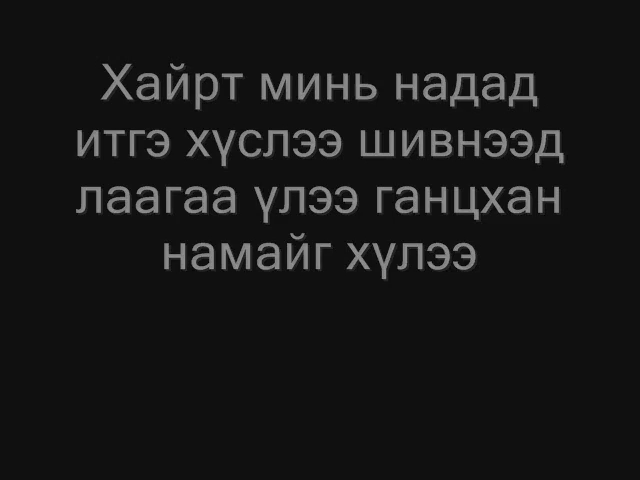 Хайрт минь надад
итгэ хүслээ шивнээд
лаагаа үлээ ганцхан
намайг хүлээ